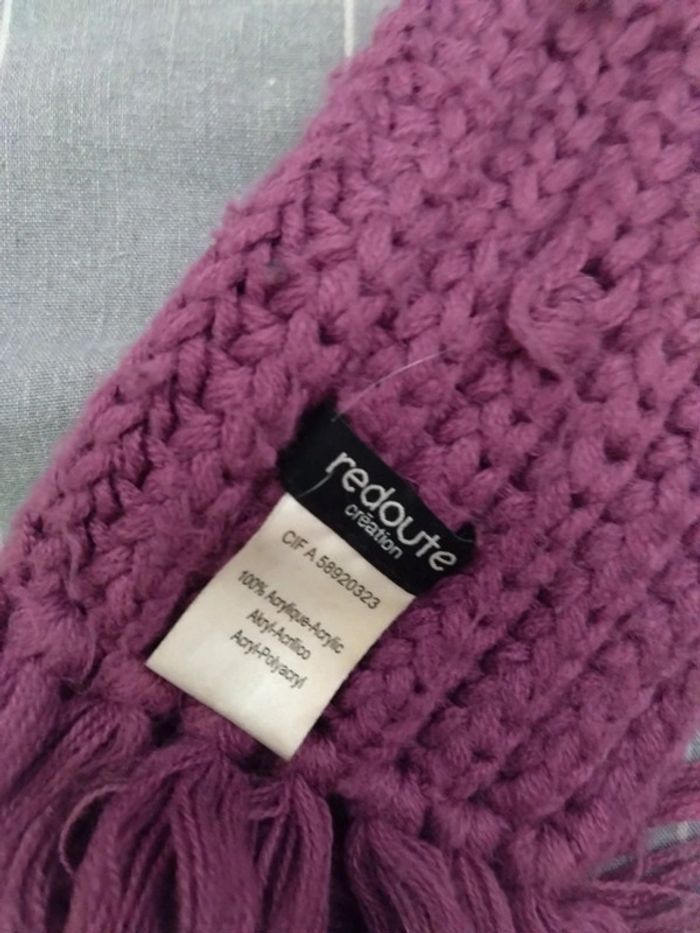 redoute
création
CIF A 58920323
100% Acrylique-Acrylic
Akryl-Acrilico
Acryl-Polyacryl